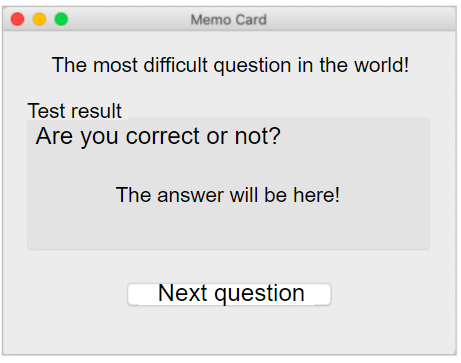 Memo Card
The most difficult question in the world!
Test result
Are you correct or not?
The answer will be here!
Next question